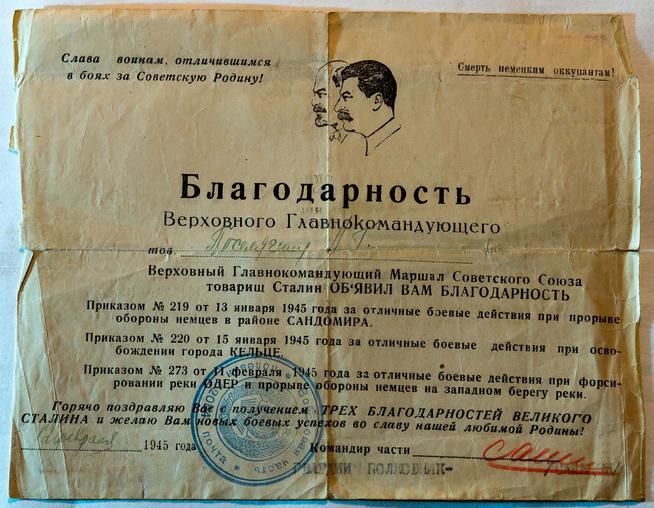 Слава воинам, отличившимся
в боях за Советскую Родину!
Смерть немецким оккупантам!
Благодарность
Верховного Главнокомандующего
тов.
Верховный Главнокомандующий Маршал Советского Союза
товарищ Сталин ОБ'ЯВИЛ ВАМ БЛАГОДАРНОСТЬ
Приказом № 219 от 13 января 1945 года за отличные боевые действия при прорыве
обороны немцев в районе САНДОМИРА.
Приказом № 220 от 15 января 1945 года за отличные боевые действия при осво-
бождении города КЕЛЬЦЕ.
Приказом № 273 от 11 февраля 1945 года за отличные боевые действия при форси-
ровании реки ОДЕР и прорыве обороны немцев на западном берегу реки.
Горячо поздравляю Вас с получением ТРЕХ БЛАГОДАРНОСТЕЙ ВЕЛИКОГО
СТАЛИНА и желаю Вам новых боевых успехов во славу нашей любимой Родины!
февраля 1945 года Командир части